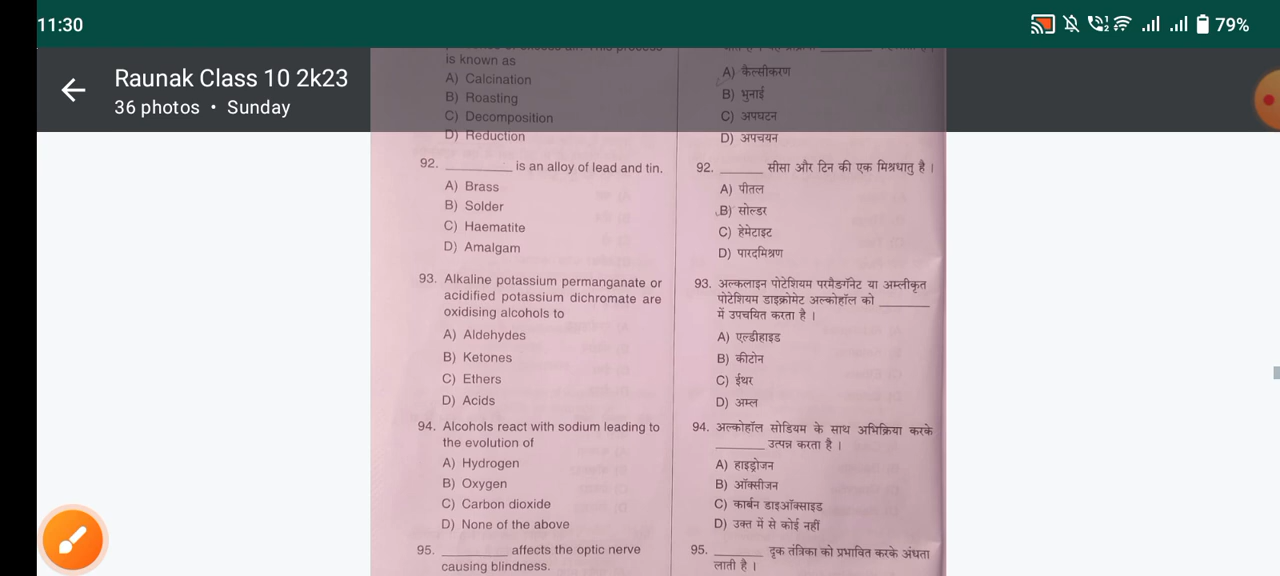 11:30
79%
Raunak Class 10 2k23
36 photos • Sunday
is known as
A) Calcination
B) Roasting
C) Decomposition
D) Reduction
92. ________ is an alloy of lead and tin.
A) Brass
B) Solder
C) Haematite
D) Amalgam
93. Alkaline potassium permanganate or
acidified potassium dichromate are
oxidising alcohols to
A) Aldehydes
B) Ketones
C) Ethers
D) Acids
94. Alcohols react with sodium leading to
the evolution of
A) Hydrogen
B) Oxygen
C) Carbon dioxide
D) None of the above
95. ________ affects the optic nerve
causing blindness.
A) कैल्सीकरण
B) भुनाई
C) अपघटन
D) अपचयन
92. _____ सीसा और टिन की एक मिश्रधातु है ।
A) पीतल
B) सोल्डर
C) हेमेटाइट
D) पारदमिश्रण
93. अल्कलाइन पोटेशियम परमैङगनेट या अम्लीकृत
पोटेशियम डाइक्रोमेट अल्कोहॉल को ______
में उपचयित करता है ।
A) एल्डीहाइड
B) कीटोन
C) ईथर
D) अम्ल
94. अल्कोहॉल सोडियम के साथ अभिक्रिया करके
______ उत्पन्न करता है ।
A) हाइड्रोजन
B) ऑक्सीजन
C) कार्बन डाइऑक्साइड
D) उक्त में से कोई नहीं
95. ______ दृक तंत्रिका को प्रभावित करके अंधता
लाती है ।